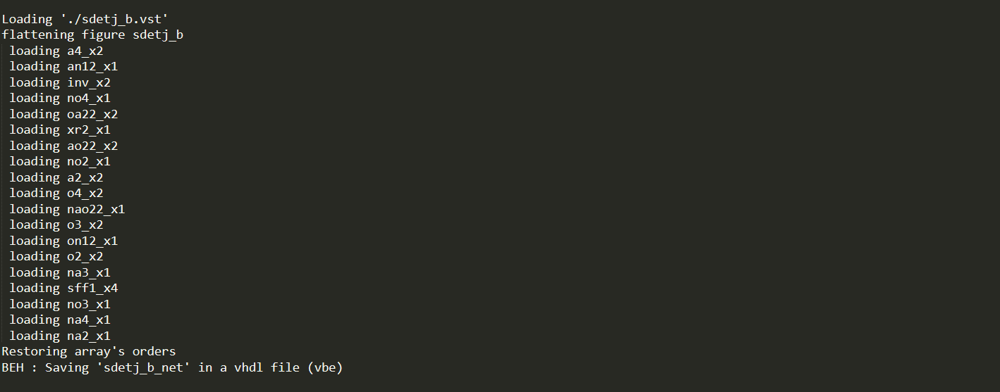 Loading './sdetj_b.vst'
flattening figure sdetj_b
loading a4_x2
loading an12_x1
loading inv_x2
loading no4_x1
loading oa22_x2
loading xr2_x1
loading ao22_x2
loading no2_x1
loading a2_x2
loading o4_x2
loading nao22_x1
loading o3_x2
loading on12_x1
loading o2_x2
loading na3_x1
loading sff1_x4
loading no3_x1
loading na4_x1
loading na2_x1
Restoring array's orders
BEH : Saving 'sdetj_b_net' in a vhdl file (vbe)